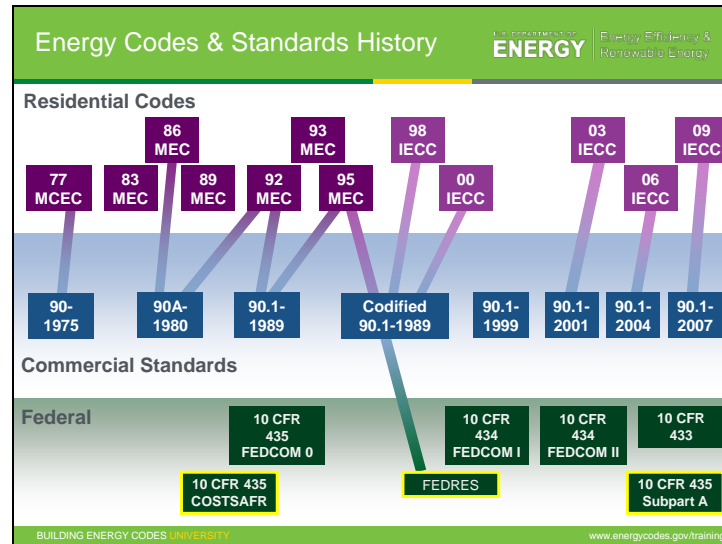 Energy Codes & Standards History
U.S. DEPARTMENT OF
ENERGY
Energy Efficiency &
Renewable Energy
Residential Codes
86
MEC
93
MEC
98
IECC
03
IECC
09
IECC
77
MCEC
83
MEC
89
MEC
92
MEC
95
MEC
00
IECC
06
IECC
90-
1975
90A-
1980
90.1-
1989
Codified
90.1-1989
90.1-
1999
90.1-
2001
90.1-
2004
90.1-
2007
Commercial Standards
Federal
10 CFR
435
FEDCOM 0
10 CFR
434
FEDCOM I
10 CFR
434
FEDCOM II
10 CFR
433
10 CFR 435
COSTSAFR
FEDRES
10 CFR 435
Subpart A
BUILDING ENERGY CODES UNIVERSITY
www.energycodes.gov/training